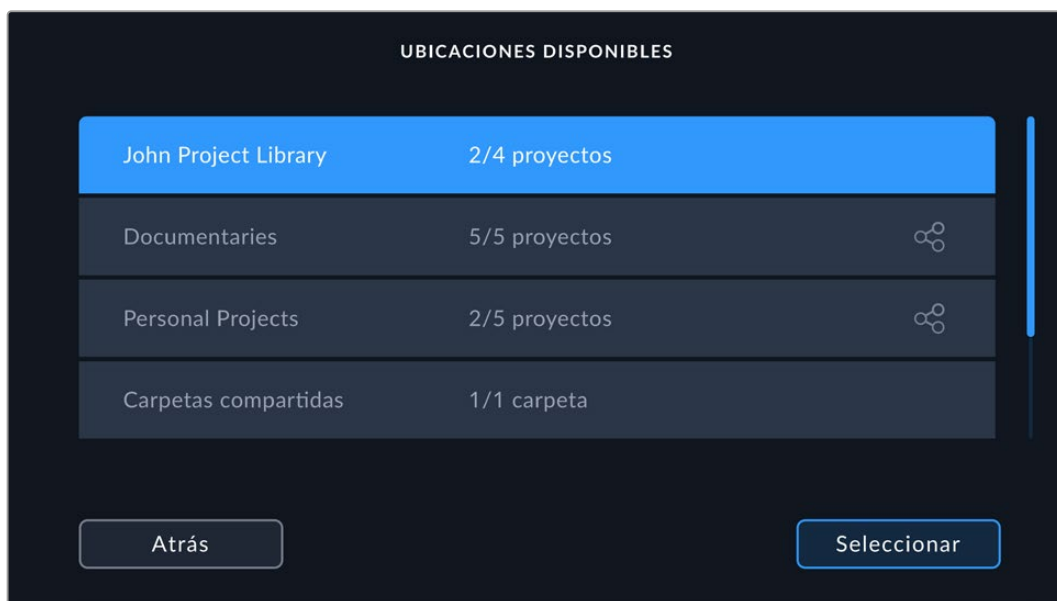 UBICACIONES DISPONIBLES
John Project Library 2/4 proyectos
Documentaries 5/5 proyectos
Personal Projects 2/5 proyectos
Carpetas compartidas 1/1 carpeta
Atrás Seleccionar